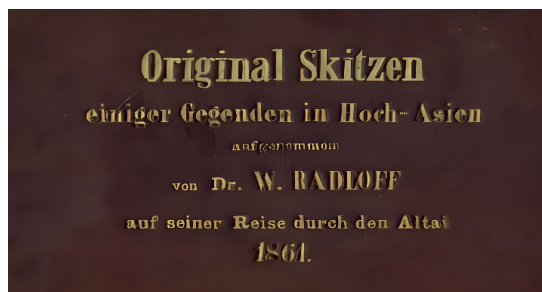 Original Skitzen
einiger Gegenden in Hoch-Asien
aufgenommen
von Dr. W. RADLOFF
auf seiner Reise durch den Altai
1861.